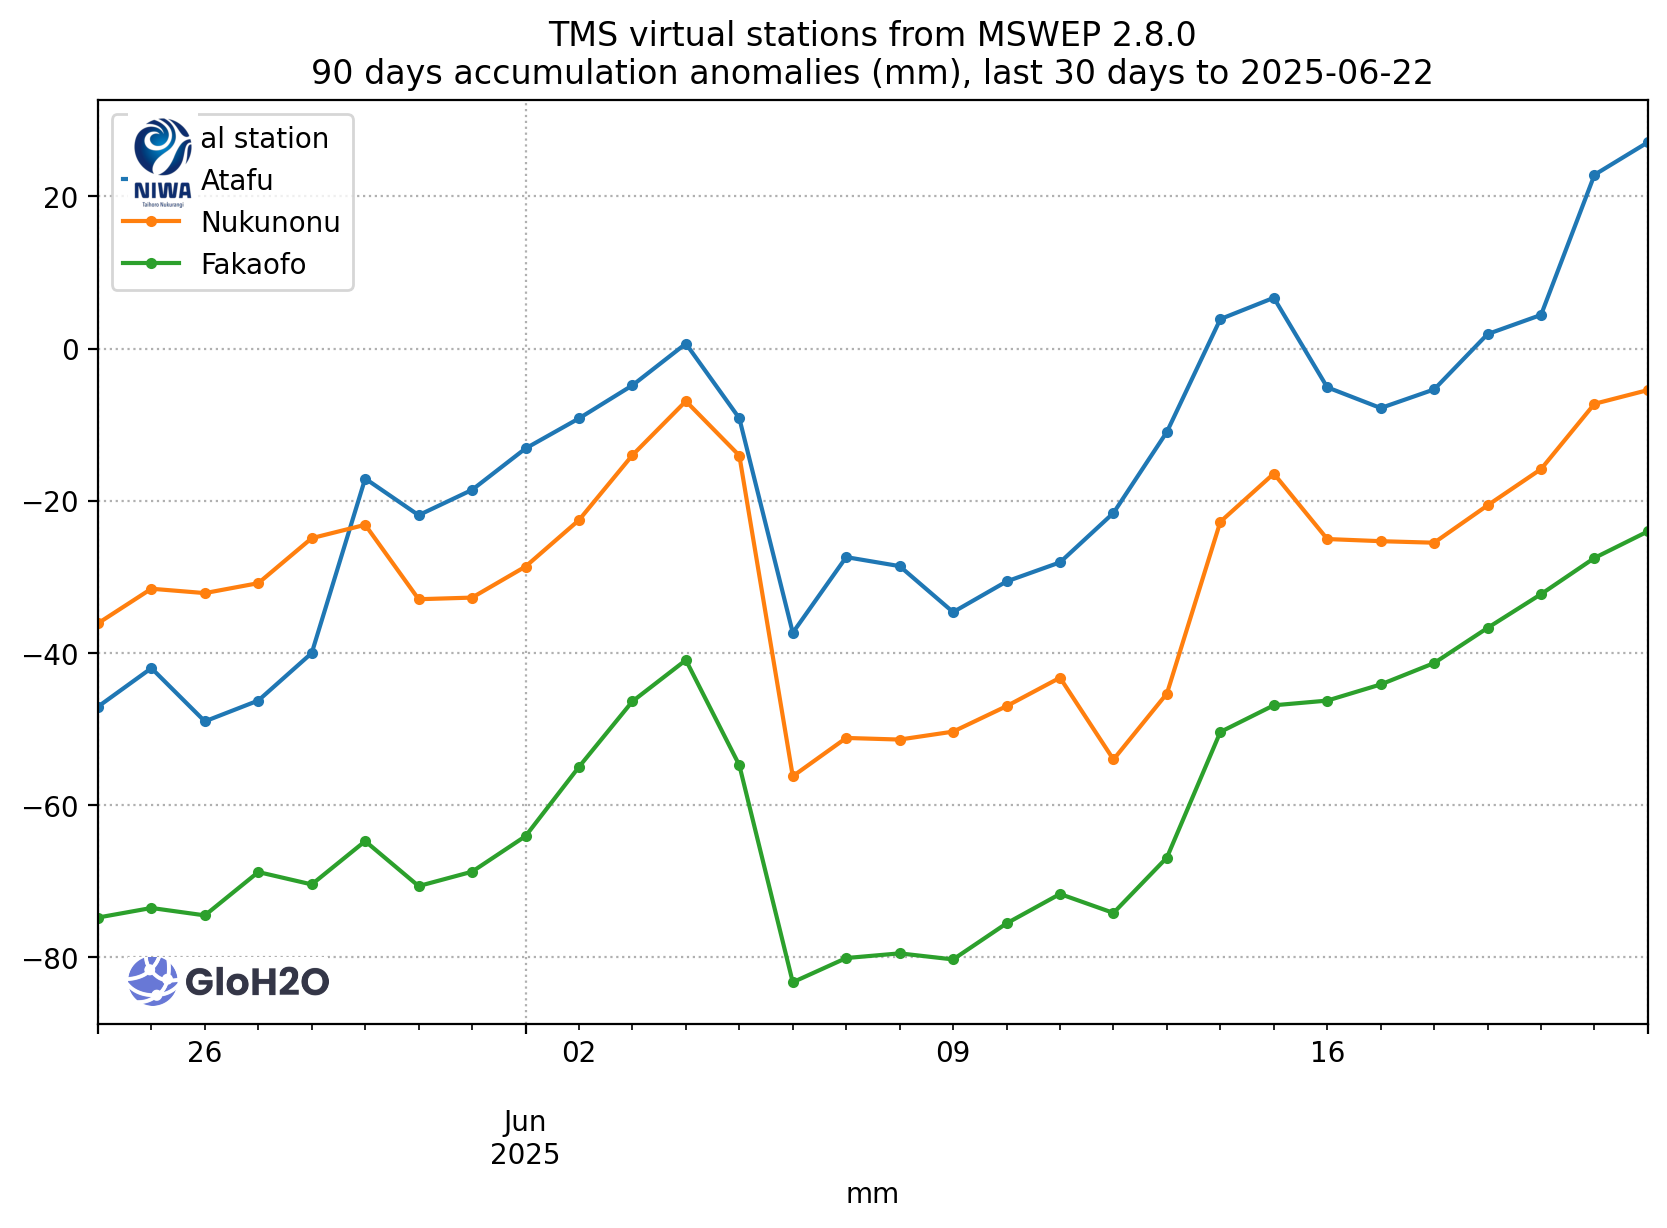 TMS virtual stations from MSWEP 2.8.0
90 days accumulation anomalies (mm), last 30 days to 2025-06-22
al station
Atafu
Nukunonu
Fakaofo
NIWA
Taihoro Nukurangi
20
0
−20
−40
−60
−80
GloH2O
26
02
09
16
Jun
2025
mm